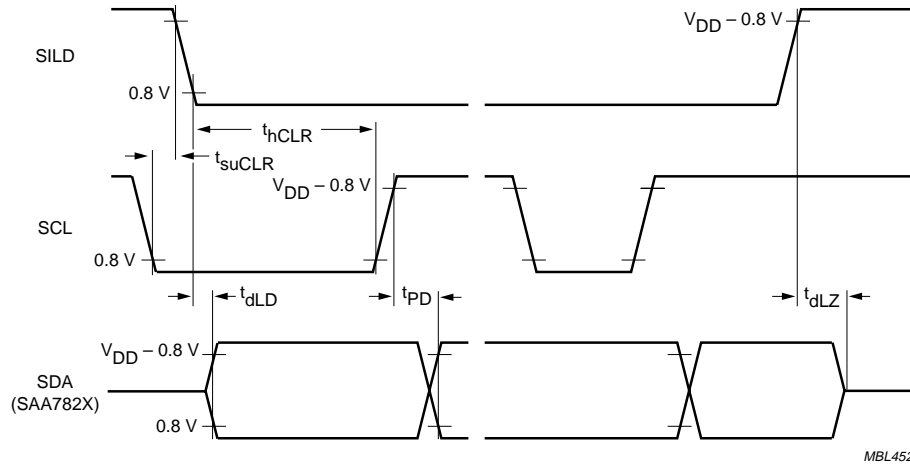 V_DD – 0.8 V
SILD
0.8 V
t_hCLR
t_suCLR
V_DD – 0.8 V
SCL
0.8 V
t_dLD
t_PD
t_dLZ
V_DD – 0.8 V
SDA
(SAA782X)
0.8 V
MBL452